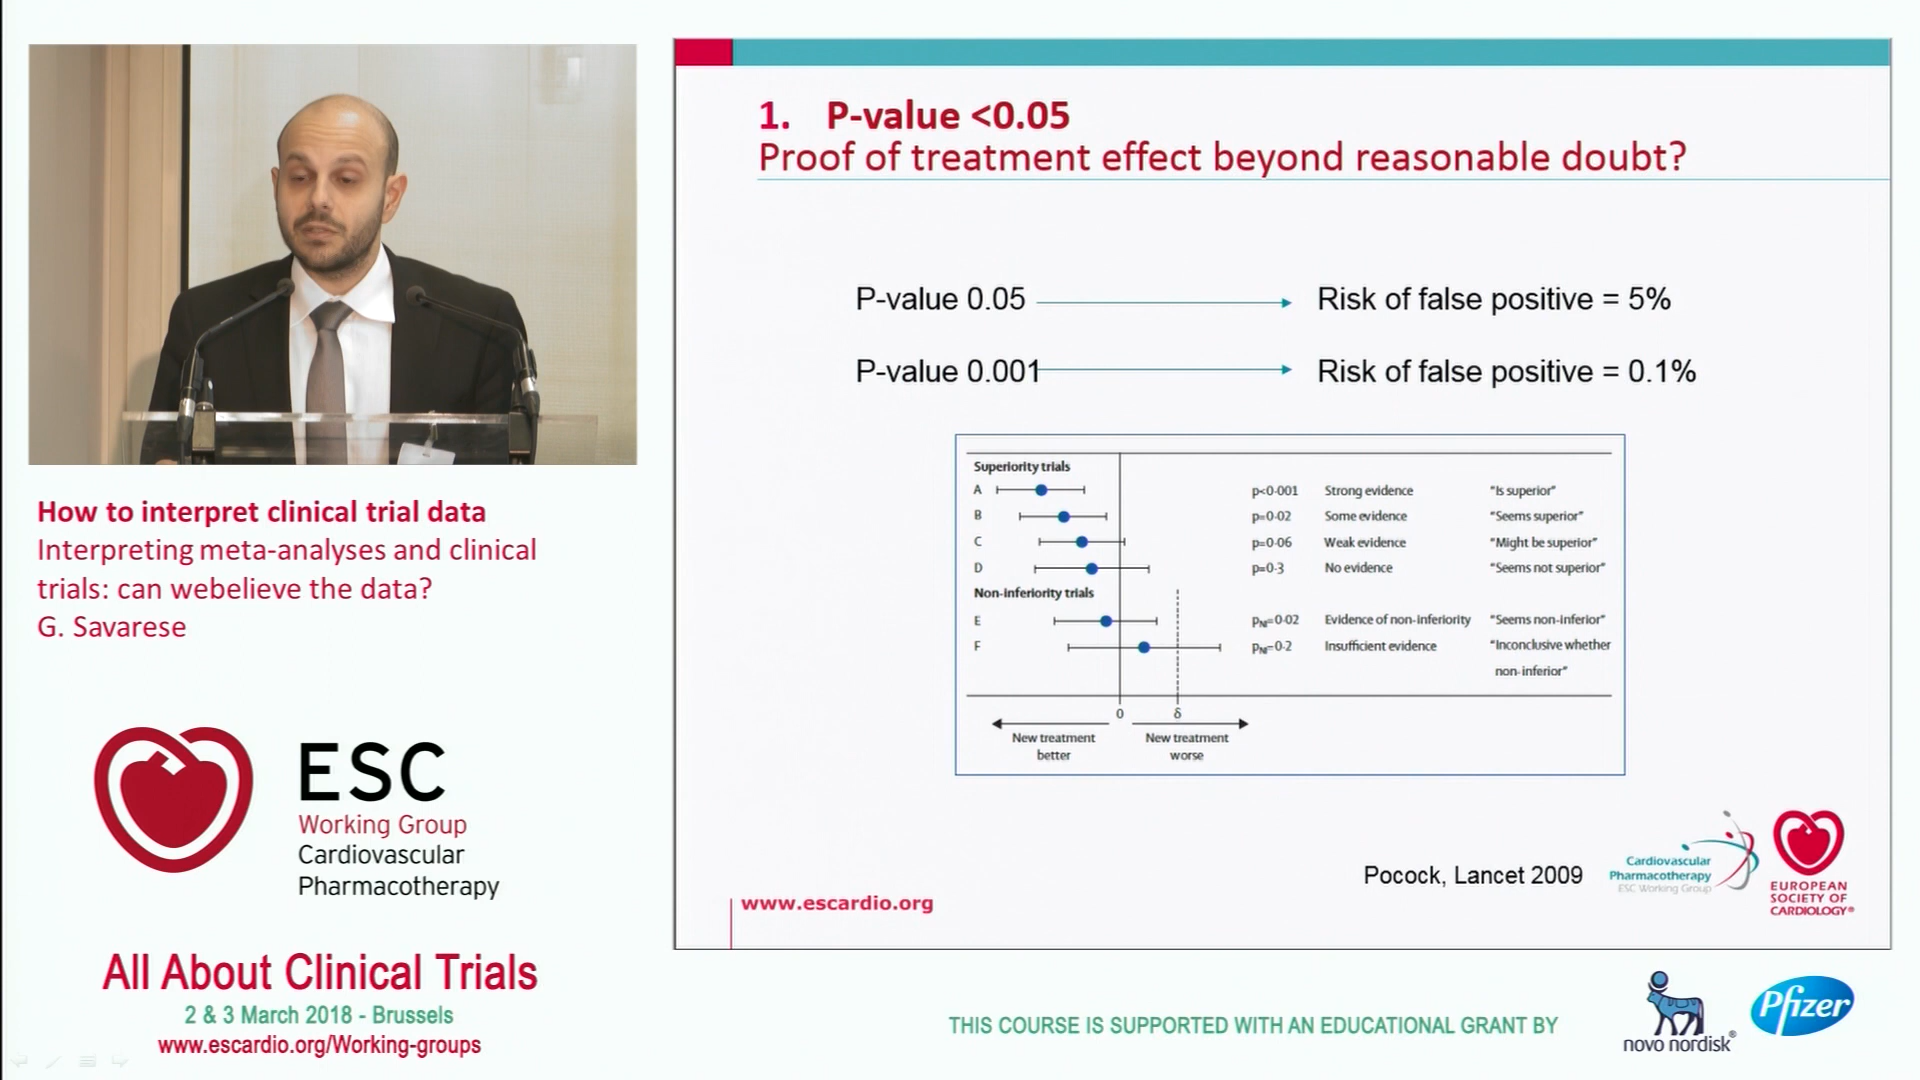 How to interpret clinical trial data
Interpreting meta-analyses and clinical
trials: can webelieve the data?
G. Savarese
ESC
Working Group
Cardiovascular
Pharmacotherapy
All About Clinical Trials
2 & 3 March 2018 - Brussels
www.escardio.org/Working-groups
1. P-value <0.05
Proof of treatment effect beyond reasonable doubt?
P-value 0.05 Risk of false positive = 5%
P-value 0.001 Risk of false positive = 0.1%
Superiority trials
A p<0·001 Strong evidence "Is superior"
B p=0·02 Some evidence "Seems superior"
C p=0·06 Weak evidence "Might be superior"
D p=0·3 No evidence "Seems not superior"
Non-inferiority trials
E pNI=0·02 Evidence of non-inferiority "Seems non-inferior"
F pNI=0·2 Insufficient evidence "Inconclusive whether
non-inferior"
0 δ
New treatment New treatment
better worse
Pocock, Lancet 2009
Cardiovascular
Pharmacotherapy
ESC Working Group
EUROPEAN
SOCIETY OF
CARDIOLOGY®
www.escardio.org
THIS COURSE IS SUPPORTED WITH AN EDUCATIONAL GRANT BY
novo nordisk®
Pfizer